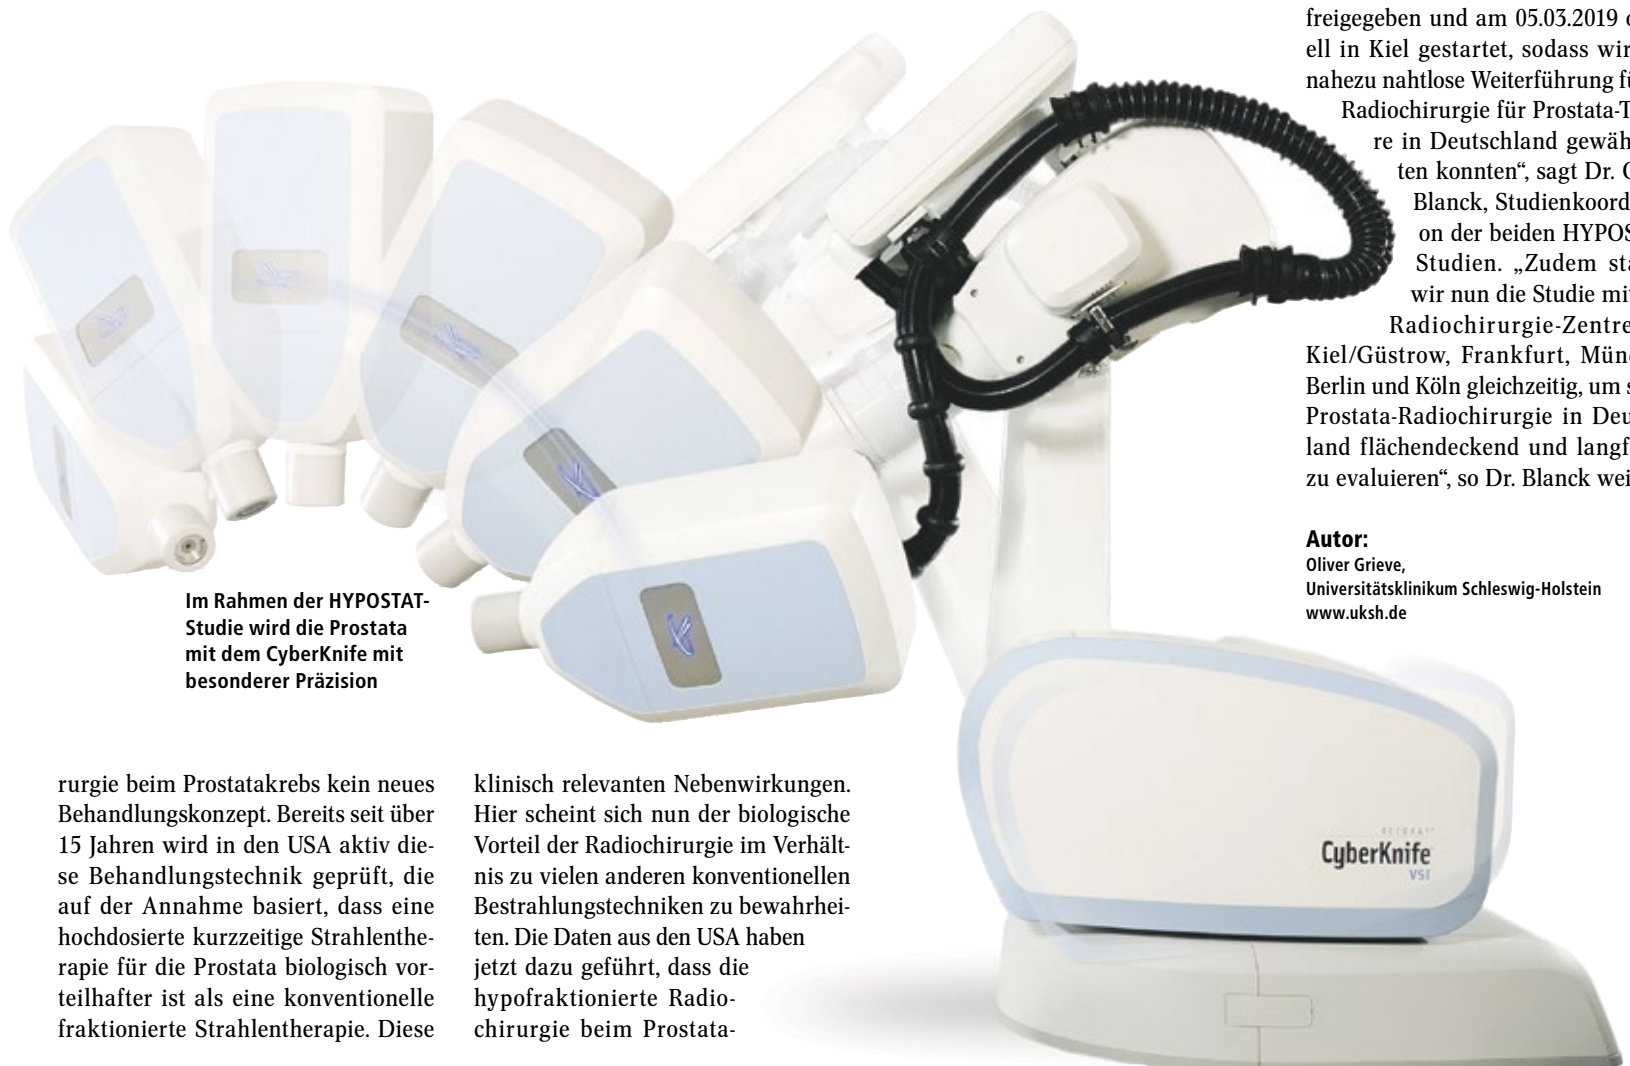 Im Rahmen der HYPOSTAT-
Studie wird die Prostata
mit dem CyberKnife mit
besonderer Präzision
rurgie beim Prostatakrebs kein neues
Behandlungskonzept. Bereits seit über
15 Jahren wird in den USA aktiv die-
se Behandlungstechnik geprüft, die
auf der Annahme basiert, dass eine
hochdosierte kurzzeitige Strahlenthe-
rapie für die Prostata biologisch vor-
teilhafter ist als eine konventionelle
fraktionierte Strahlentherapie. Diese
klinisch relevanten Nebenwirkungen.
Hier scheint sich nun der biologische
Vorteil der Radiochirurgie im Verhält-
nis zu vielen anderen konventionellen
Bestrahlungstechniken zu bewahrhei-
ten. Die Daten aus den USA haben
jetzt dazu geführt, dass die
hypofraktionierte Radio-
chirurgie beim Prostata-
freigegeben und am 05.03.2019
ell in Kiel gestartet, sodass wir
nahezu nahtlose Weiterführung
Radiochirurgie für Prostata-T
re in Deutschland gewäh
ten konnten“, sagt Dr.
Blanck, Studienkoord
on der beiden HYPOS
Studien. „Zudem sta
wir nun die Studie mit
Radiochirurgie-Zentre
Kiel/Güstrow, Frankfurt, Mün
Berlin und Köln gleichzeitig, um
Prostata-Radiochirurgie in Deu
land flächendeckend und langf
zu evaluieren“, so Dr. Blanck wei
Autor:
Oliver Grieve,
Universitätsklinikum Schleswig-Holstein
www.uksh.de
ACCURAY
CyberKnife
VSI